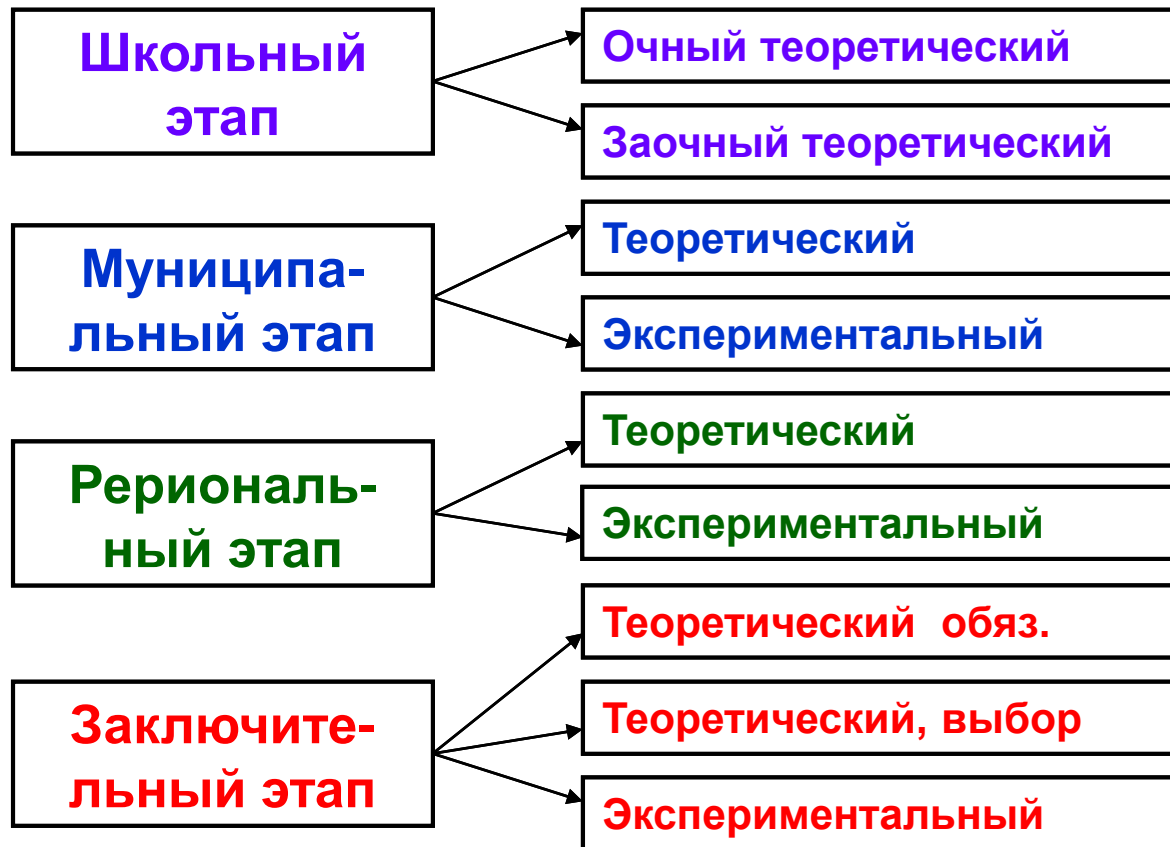 Школьный
этап
Очный теоретический
Заочный теоретический
Муниципа-
льный этап
Теоретический
Экспериментальный
Рериональ-
ный этап
Теоретический
Экспериментальный
Заключите-
льный этап
Теоретический обяз.
Теоретический, выбор
Экспериментальный